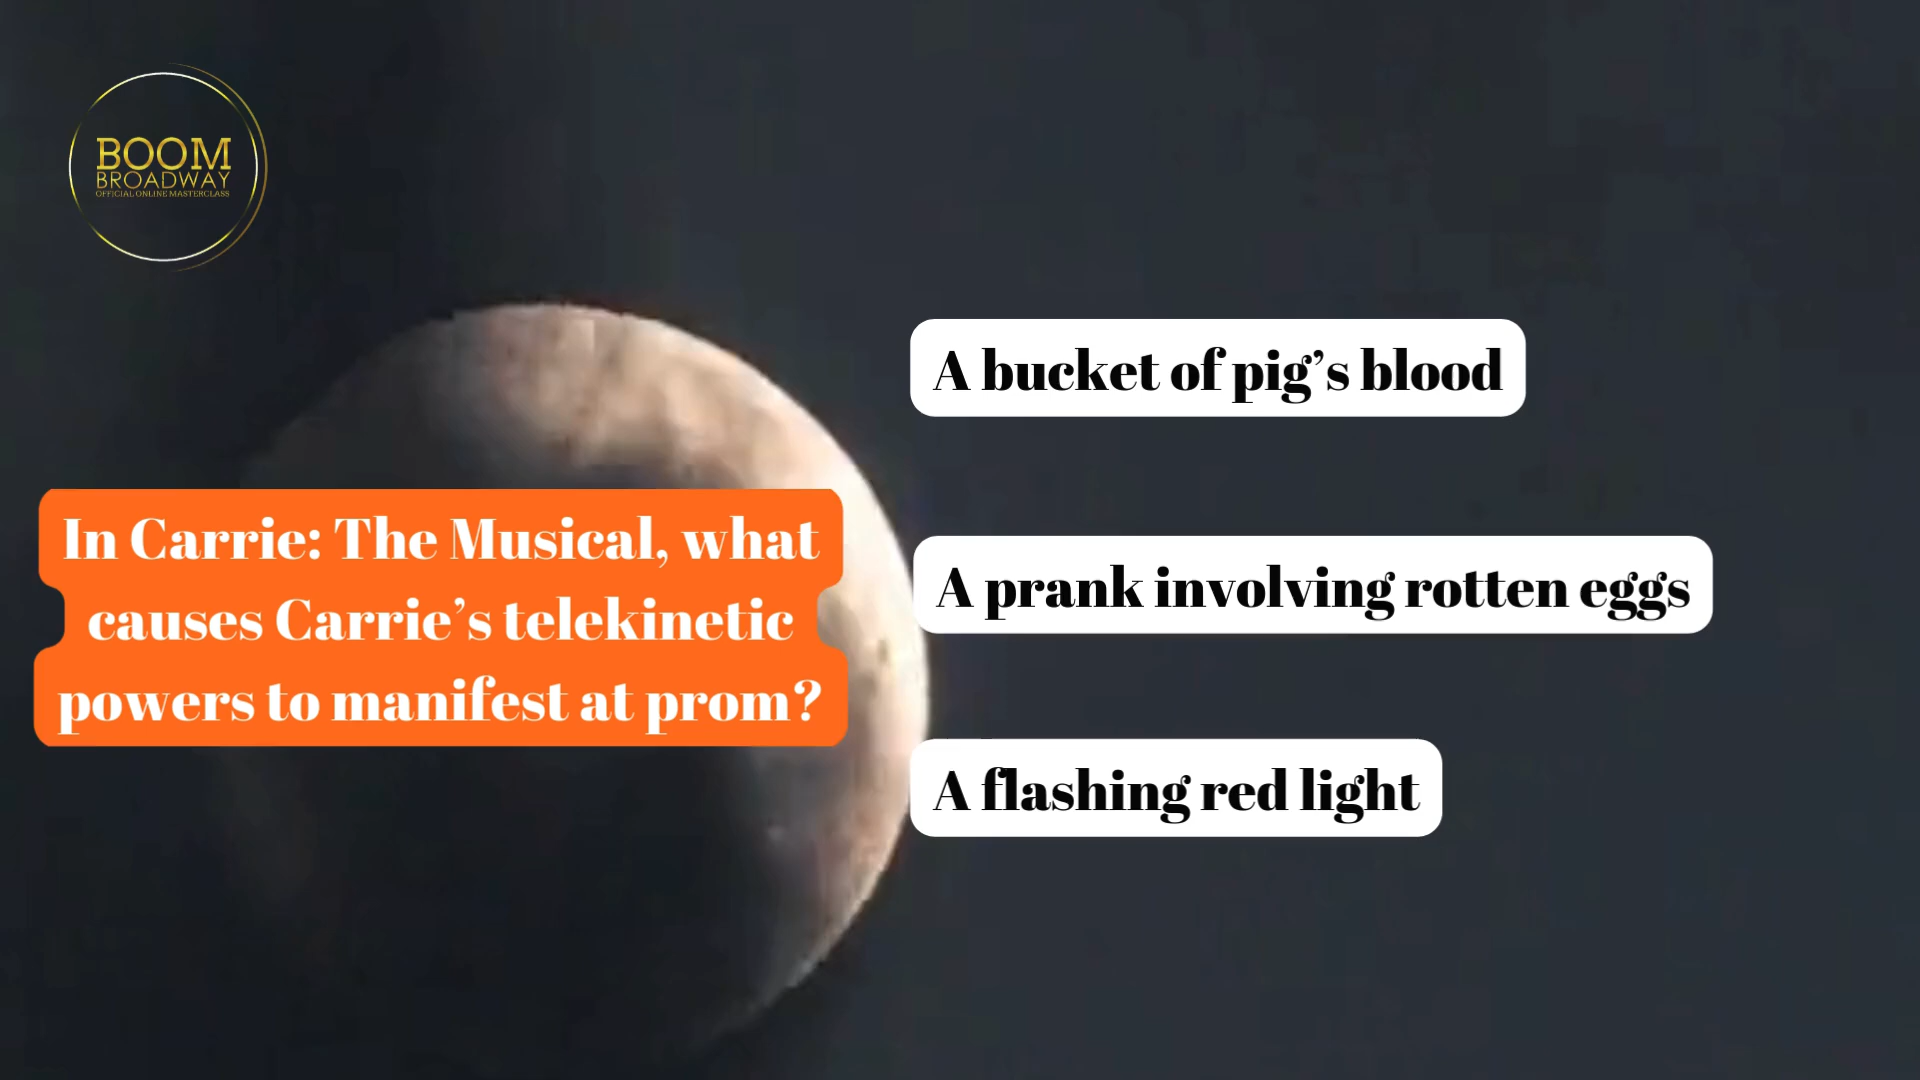 BOOM
BROADWAY
OFFICIAL ONLINE MASTERCLASS
In Carrie: The Musical, what
causes Carrie’s telekinetic
powers to manifest at prom?
A bucket of pig’s blood
A prank involving rotten eggs
A flashing red light